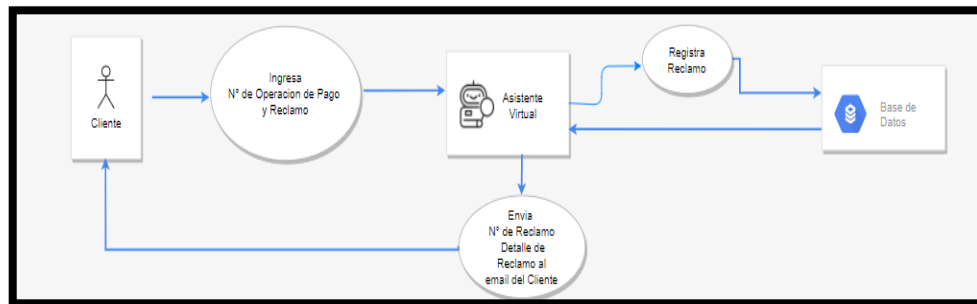 Cliente
Ingresa
N° de Operacion de Pago
y Reclamo
Asistente
Virtual
Registra
Reclamo
Base de
Datos
Envia
N° de Reclamo
Detalle de
Reclamo al
email del Cliente